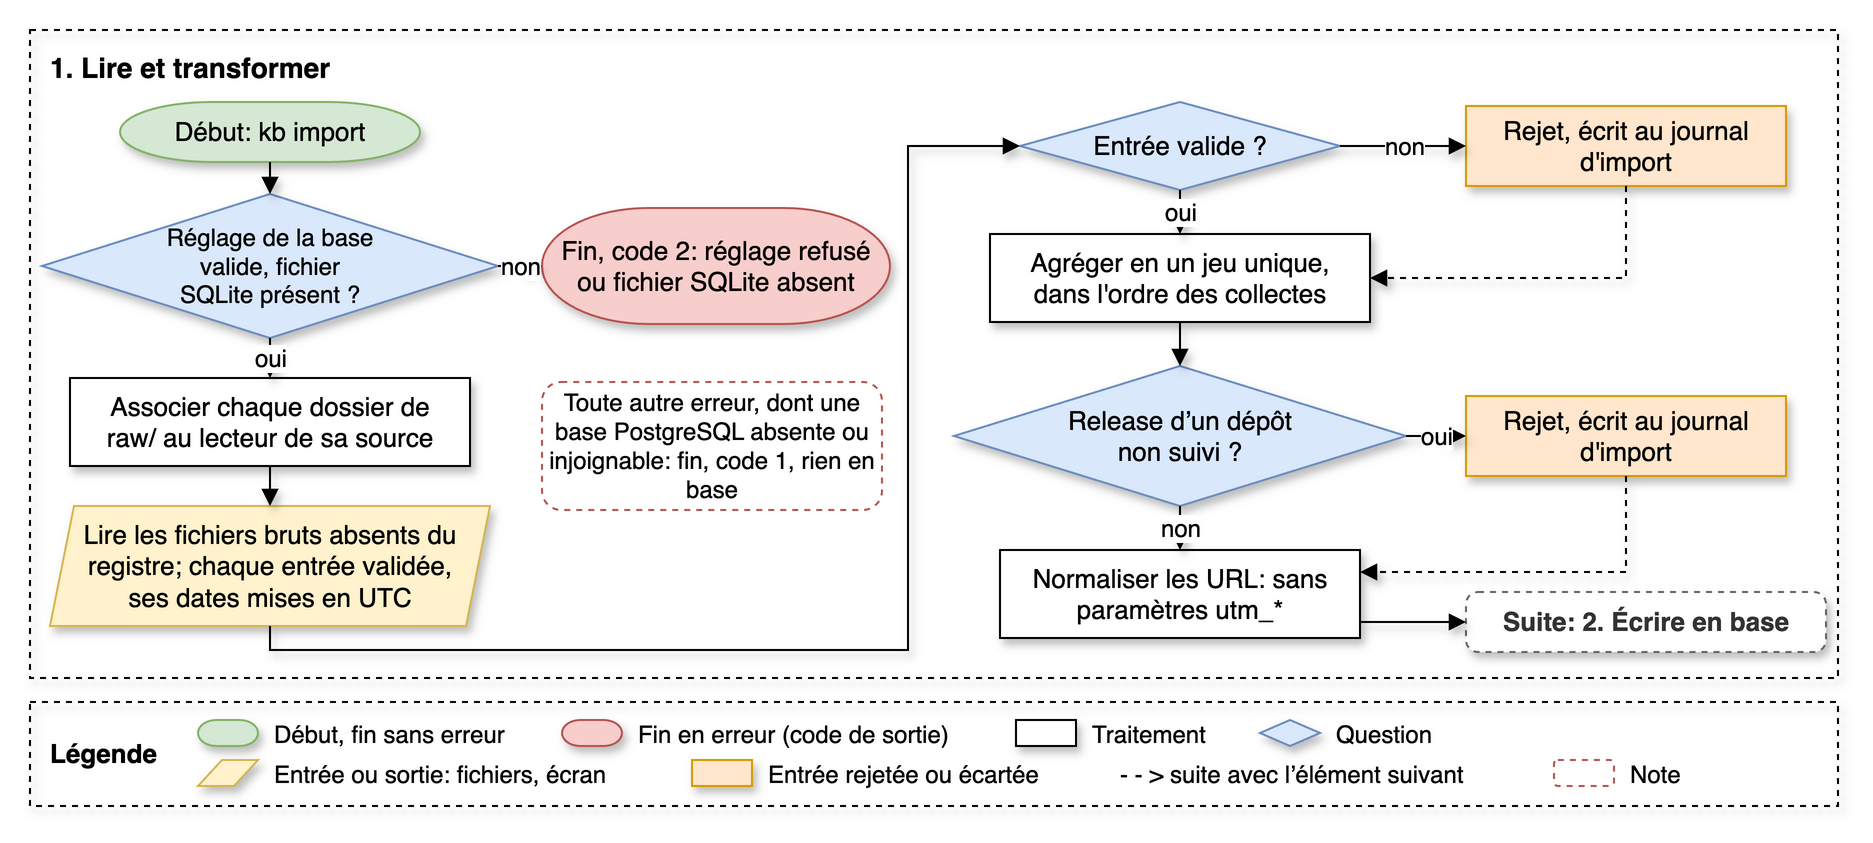 1. Lire et transformer
Début: kb import
Réglage de la base
valide, fichier
SQLite présent ?
non
Fin, code 2: réglage refusé
ou fichier SQLite absent
oui
Associer chaque dossier de
raw/ au lecteur de sa source
Toute autre erreur, dont une
base PostgreSQL absente ou
injoignable: fin, code 1, rien en
base
Lire les fichiers bruts absents du
registre; chaque entrée validée,
ses dates mises en UTC
Entrée valide ?
non
Rejet, écrit au journal
d'import
oui
Agréger en un jeu unique,
dans l'ordre des collectes
Release d’un dépôt
non suivi ?
oui
Rejet, écrit au journal
d'import
non
Normaliser les URL: sans
paramètres utm_*
Suite: 2. Écrire en base
Légende
Début, fin sans erreur
Fin en erreur (code de sortie)
Traitement
Question
Entrée ou sortie: fichiers, écran
Entrée rejetée ou écartée
- - > suite avec l’élément suivant
Note